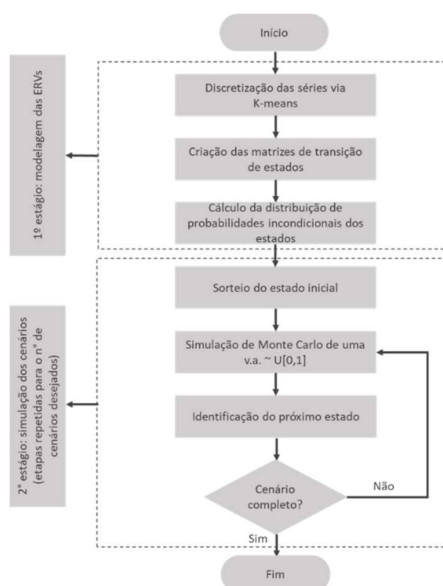 Início
Discretização das séries via
K-means
Criação das matrizes de transição
de estados
Cálculo da distribuição de
probabilidades incondicionais dos
estados
1º estágio: modelagem das ERVs
Sorteio do estado inicial
Simulação de Monte Carlo de uma
v.a. ~ U[0,1]
Identificação do próximo estado
Cenário
completo?
Não
Sim
Fim
2° estágio: simulação dos cenários
(etapas repetidas para o n° de
cenários desejados)